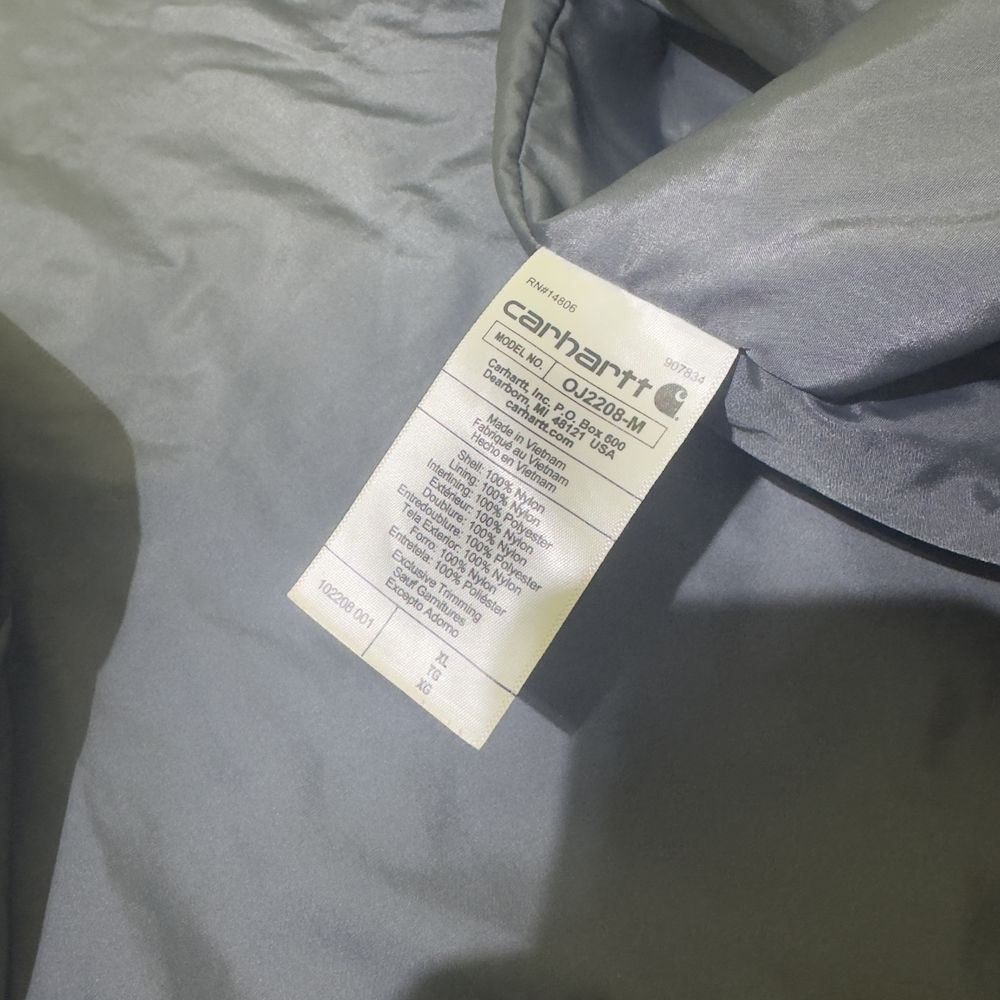 RN#14806
carhartt
907834
MODEL NO. OJ2208-M
Carhartt, Inc. P.O. Box 600
Dearborn, MI 48121 USA
carhartt.com
Made in Vietnam
Fabriqué au Vietnam
Hecho en Vietnam
Shell: 100% Nylon
Lining: 100% Nylon
Interlining: 100% Polyester
Extérieur: 100% Nylon
Doublure: 100% Nylon
Entredoublure: 100% Polyester
Tela Exterior: 100% Nylon
Forro: 100% Nylon
Entretela: 100% Poliéster
Exclusive Trimming
Sauf Garnitures
Excepto Adorno
102208 001
XL
TG
XG